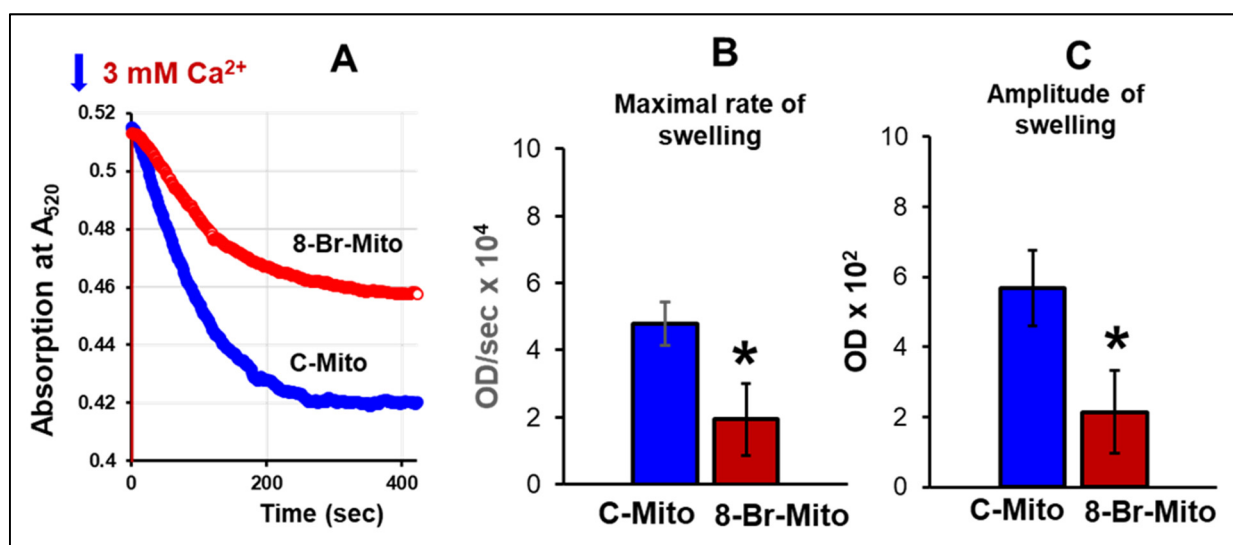 A
3 mM Ca²⁺
Absorption at A₅₂₀
0.52
0.5
0.48
0.46
0.44
0.42
0.4
8-Br-Mito
C-Mito
0
200
400
Time (sec)
B
Maximal rate of
swelling
OD/sec x 10⁴
10
8
6
4
2
0
*
C-Mito
8-Br-Mito
C
Amplitude of
swelling
OD x 10²
10
8
6
4
2
0
*
C-Mito
8-Br-Mito